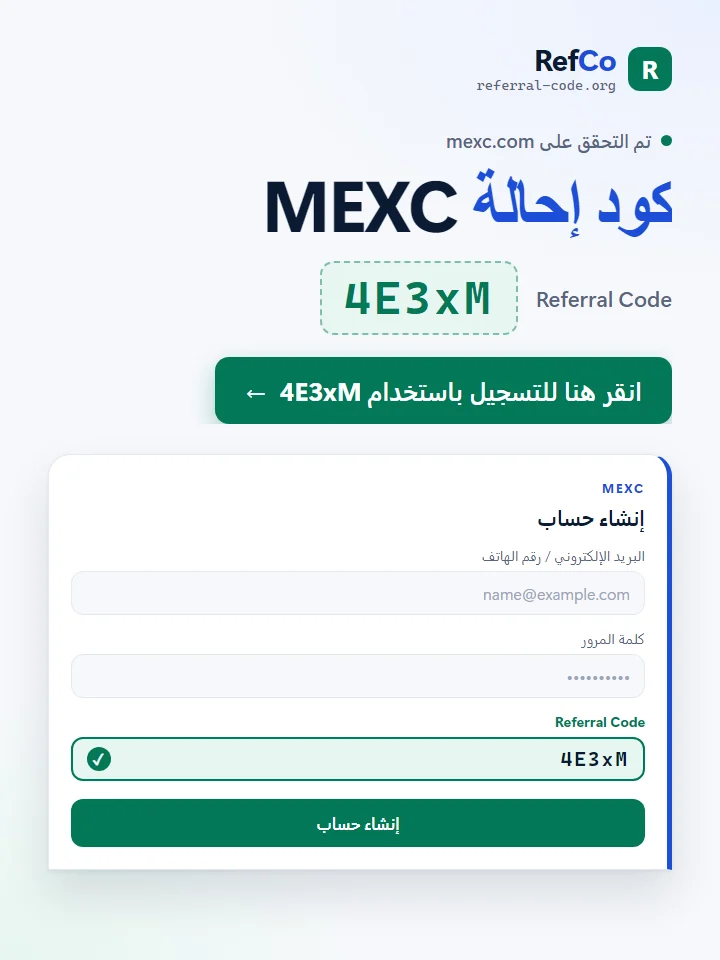 R RefCo
referral-code.org
تم التحقق على mexc.com
كود إحالة MEXC
Referral Code 4E3xM
انقر هنا للتسجيل باستخدام 4E3xM ←
MEXC
إنشاء حساب
البريد الإلكتروني / رقم الهاتف
name@example.com
كلمة المرور
••••••••••
Referral Code
4E3xM ✓
إنشاء حساب